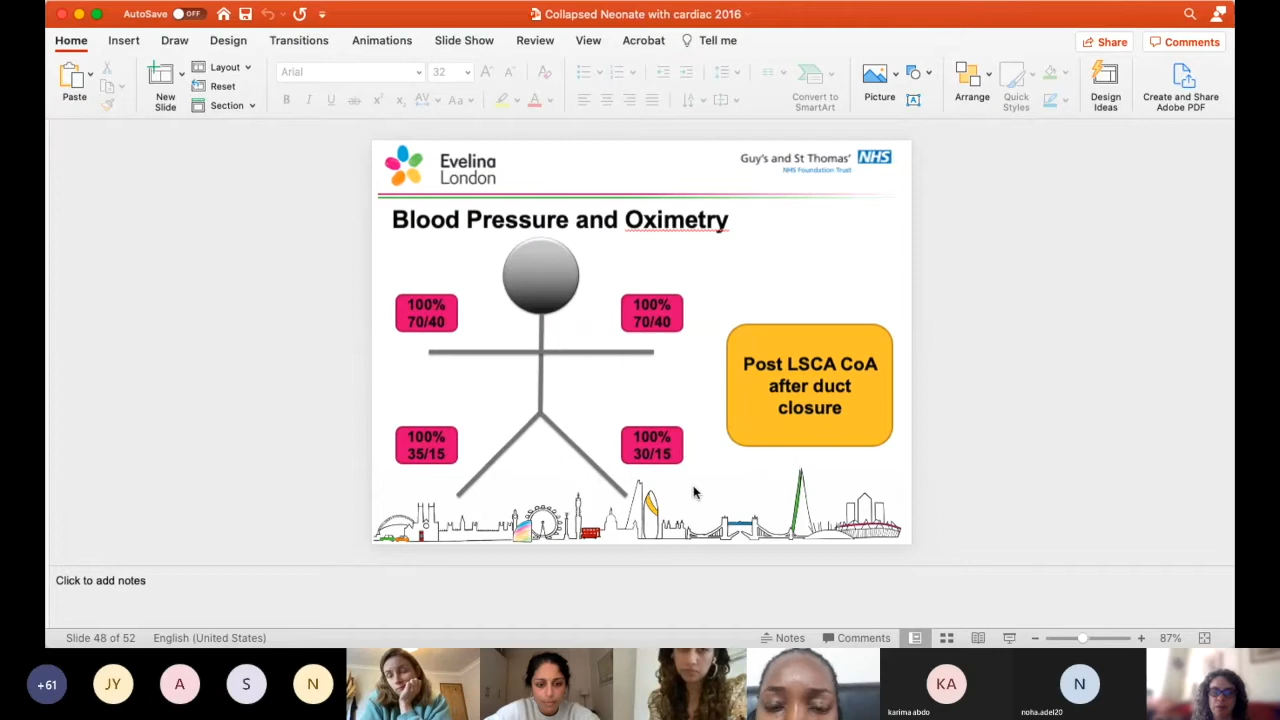 AutoSave OFF
Collapsed Neonate with cardiac 2016
Home Insert Draw Design Transitions Animations Slide Show Review View Acrobat Tell me
Share Comments
Paste
New
Slide
Layout
Reset
Section
Arial 32
Convert to
SmartArt
Picture
Arrange
Quick
Styles
Design
Ideas
Create and Share
Adobe PDF
Evelina
London
Guy's and St Thomas' NHS
NHS Foundation Trust
Blood Pressure and Oximetry
100%
70/40
100%
70/40
Post LSCA CoA
after duct
closure
100%
35/15
100%
30/15
Click to add notes
Slide 48 of 52 English (United States) Notes Comments 87%
+61 JY A S N KA N
karima abdo
noha.adel20